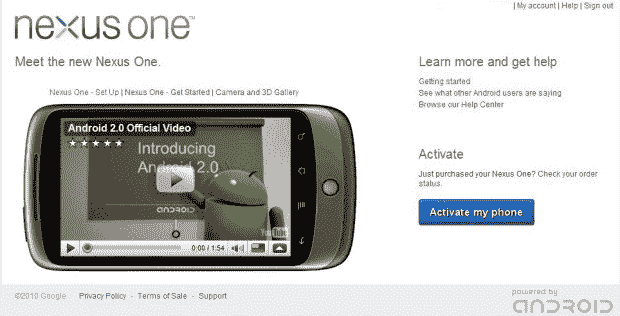 | My account | Help | Sign out
nexus one™
Meet the new Nexus One.
Nexus One - Set Up | Nexus One - Get Started | Camera and 3D Gallery
Android 2.0 Official Video
Introducing
Android 2.0
ANDROID
YouTube
0:00 / 1:54
Learn more and get help
Getting started
See what other Android users are saying
Browse our Help Center
Activate
Just purchased your Nexus One? Check your order
status.
Activate my phone
©2010 Google Privacy Policy - Terms of Sale - Support
powered by
ANDROID